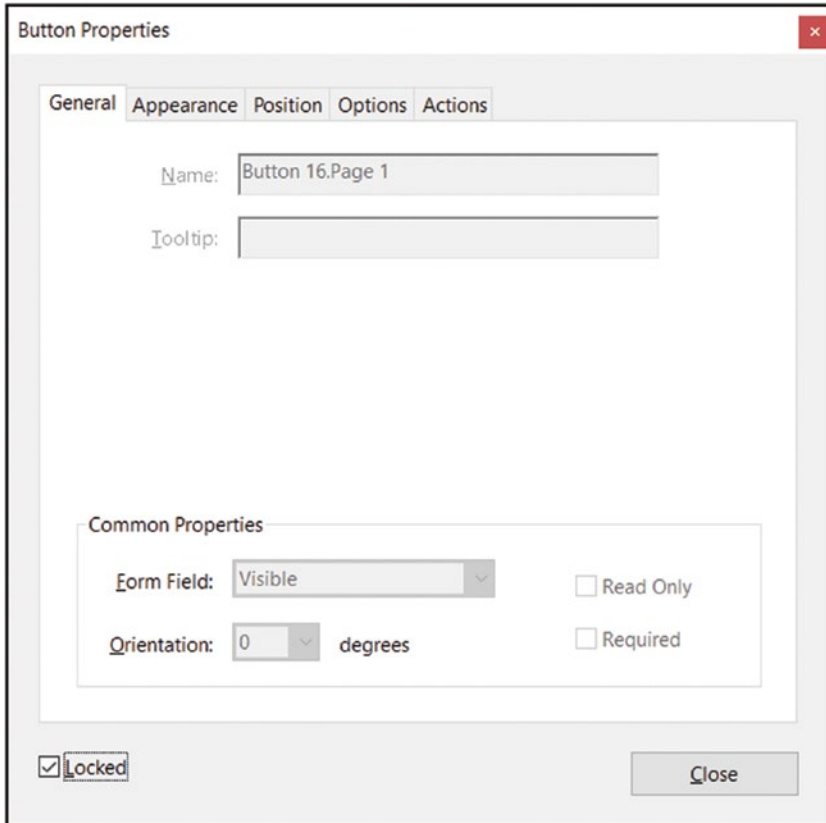 Button Properties
General Appearance Position Options Actions
Name: Button 16.Page 1
Tooltip:
Common Properties
Form Field: Visible
Read Only
Orientation: 0 degrees
Required
Locked
Close